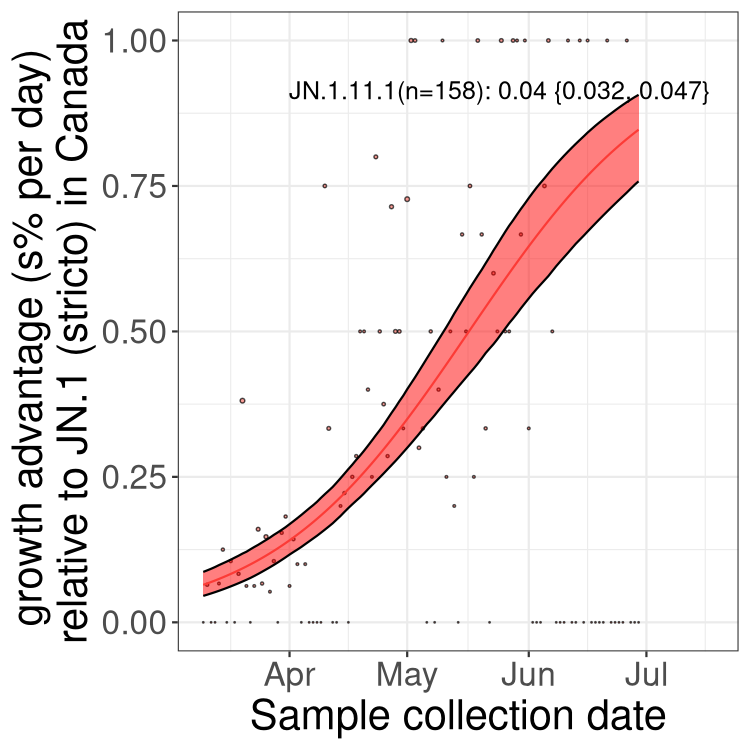 growth advantage (s% per day)
relative to JN.1 (stricto) in Canada
1.00
0.75
0.50
0.25
0.00
JN.1.11.1(n=158): 0.04 {0.032, 0.047}
Apr May Jun Jul
Sample collection date